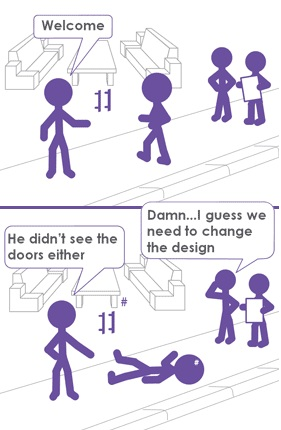 Welcome
He didn't see the
doors either
Damn...I guess we
need to change
the design
#